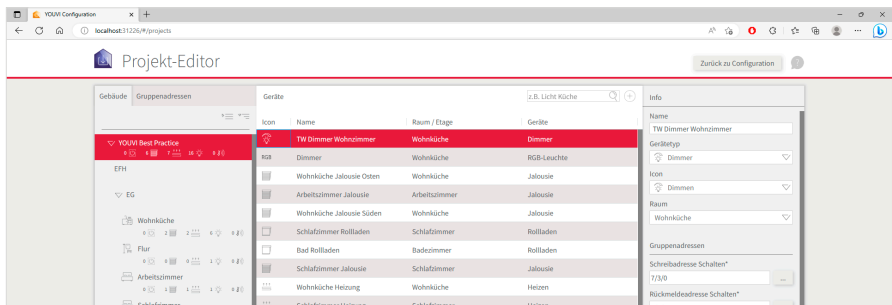 YOUVI Configuration
localhost:31226/#/projects
Projekt-Editor
Zurück zu Configuration
Gebäude Gruppenadressen
Geräte
z.B. Licht Küche
Info
Icon Name Raum / Etage Geräte
Name
TW Dimmer Wohnzimmer
YOUVI Best Practice
TW Dimmer Wohnzimmer Wohnküche Dimmer
Gerätetyp
Dimmer
RGB Dimmer Wohnküche RGB-Leuchte
EFH
Wohnküche Jalousie Osten Wohnküche Jalousie
Icon
Dimmen
EG
Arbeitszimmer Jalousie Arbeitszimmer Jalousie
Raum
Wohnküche
Wohnküche Jalousie Süden Wohnküche Jalousie
Wohnküche
Schlafzimmer Rollladen Schlafzimmer Rollladen
Flur
Bad Rollladen Badezimmer Rollladen
Gruppenadressen
Schlafzimmer Jalousie Schlafzimmer Jalousie
Schreibadresse Schalten*
7/3/0
...
Arbeitszimmer
Wohnküche Heizung Wohnküche Heizen
Rückmeldeadresse Schalten*